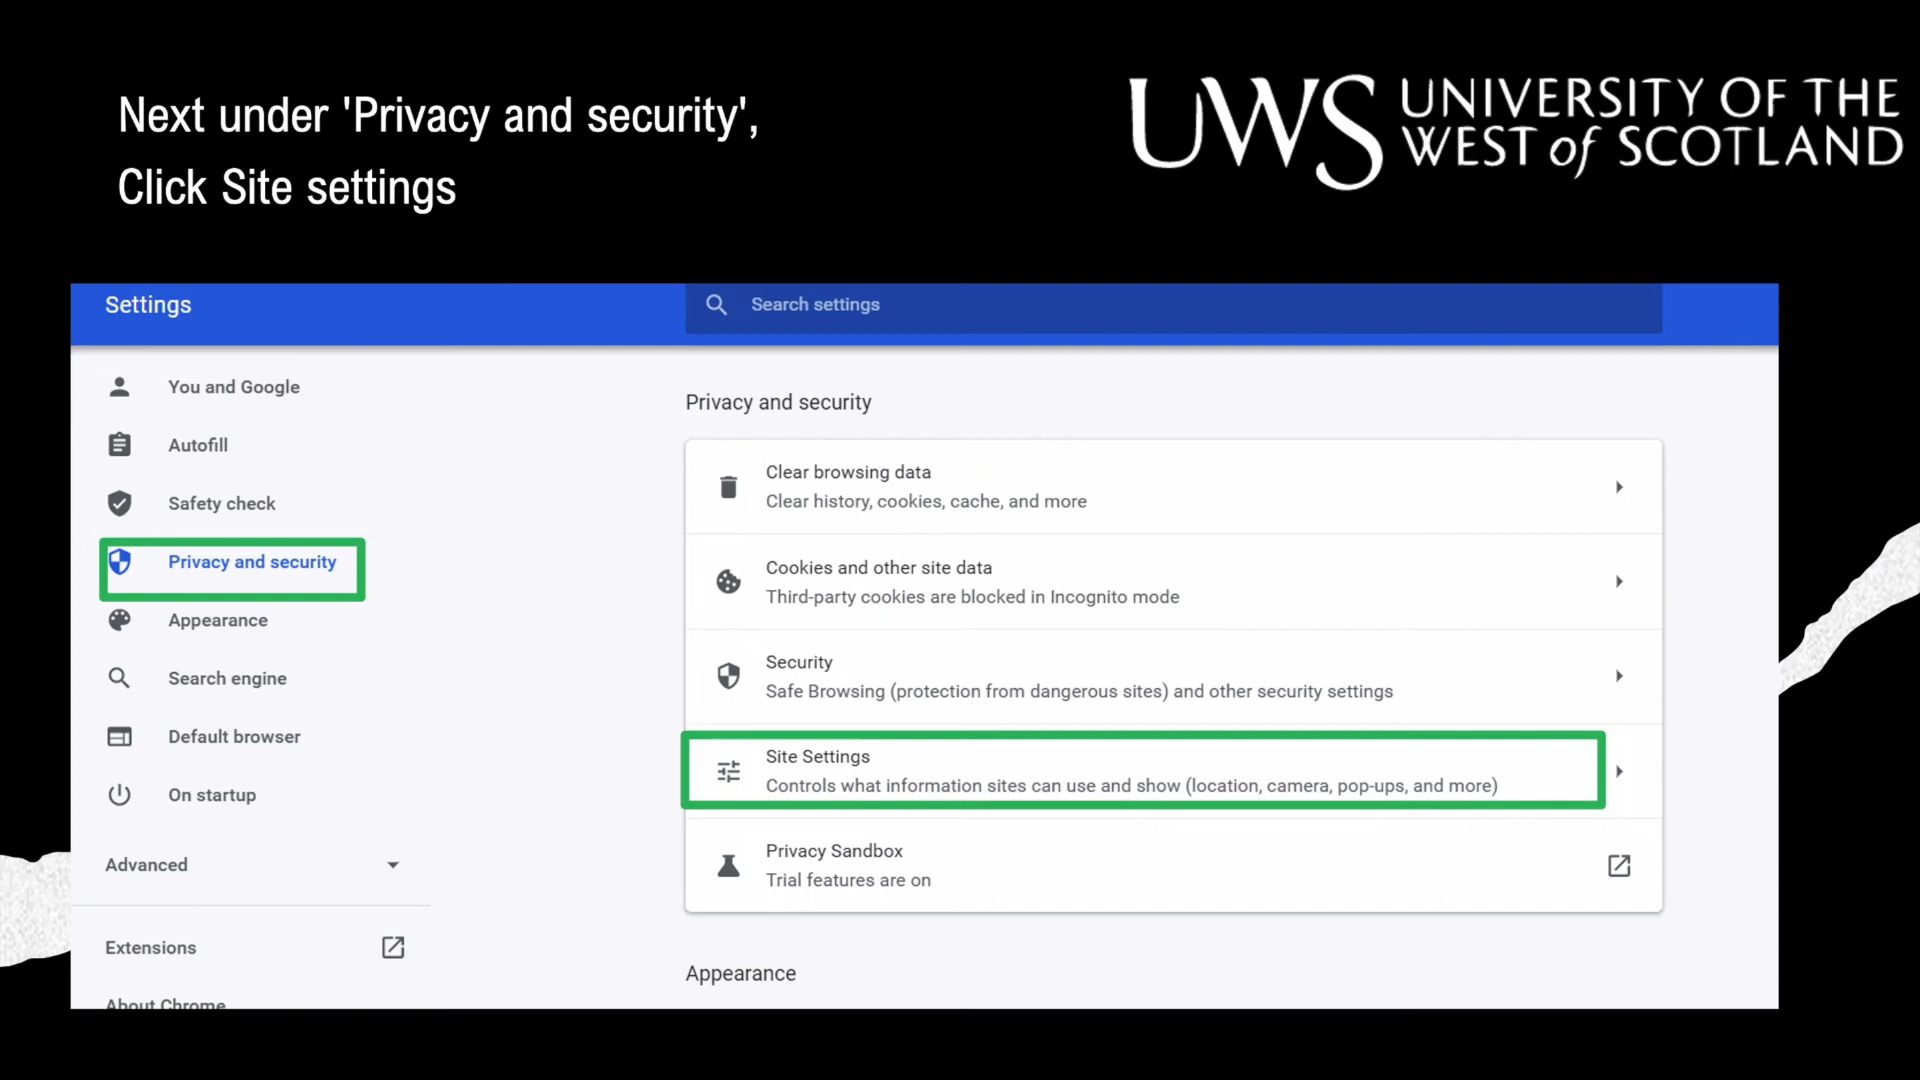 Next under 'Privacy and security',
Click Site settings
UWS UNIVERSITY OF THE
WEST of SCOTLAND
Settings
Search settings
You and Google
Autofill
Safety check
Privacy and security
Appearance
Search engine
Default browser
On startup
Advanced
Extensions
About Chrome
Privacy and security
Clear browsing data
Clear history, cookies, cache, and more
Cookies and other site data
Third-party cookies are blocked in Incognito mode
Security
Safe Browsing (protection from dangerous sites) and other security settings
Site Settings
Controls what information sites can use and show (location, camera, pop-ups, and more)
Privacy Sandbox
Trial features are on
Appearance